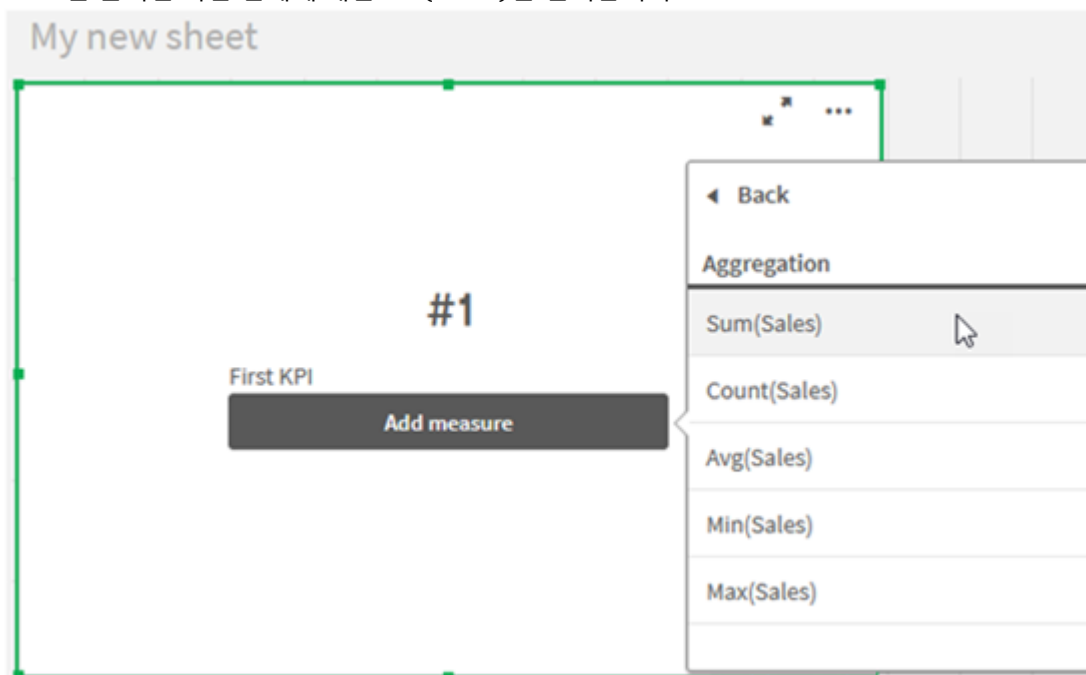 My new sheet
◄ Back
Aggregation
#1
Sum(Sales)
First KPI
Count(Sales)
Add measure
Avg(Sales)
Min(Sales)
Max(Sales)